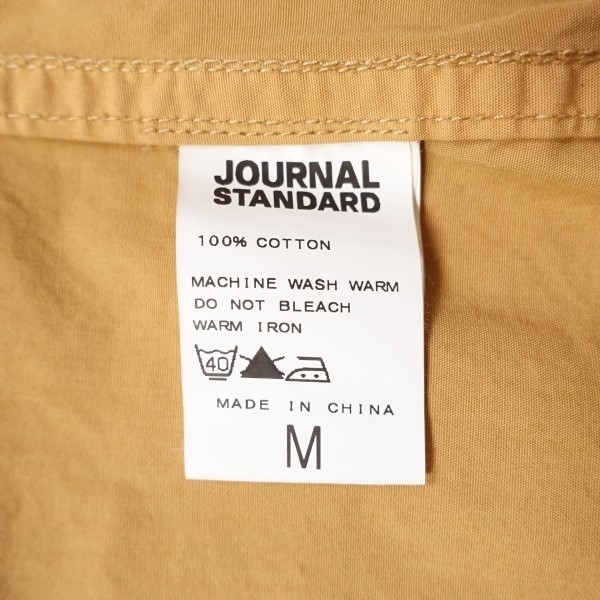 JOURNAL
STANDARD
100% COTTON
MACHINE WASH WARM
DO NOT BLEACH
WARM IRON
40
MADE IN CHINA
M